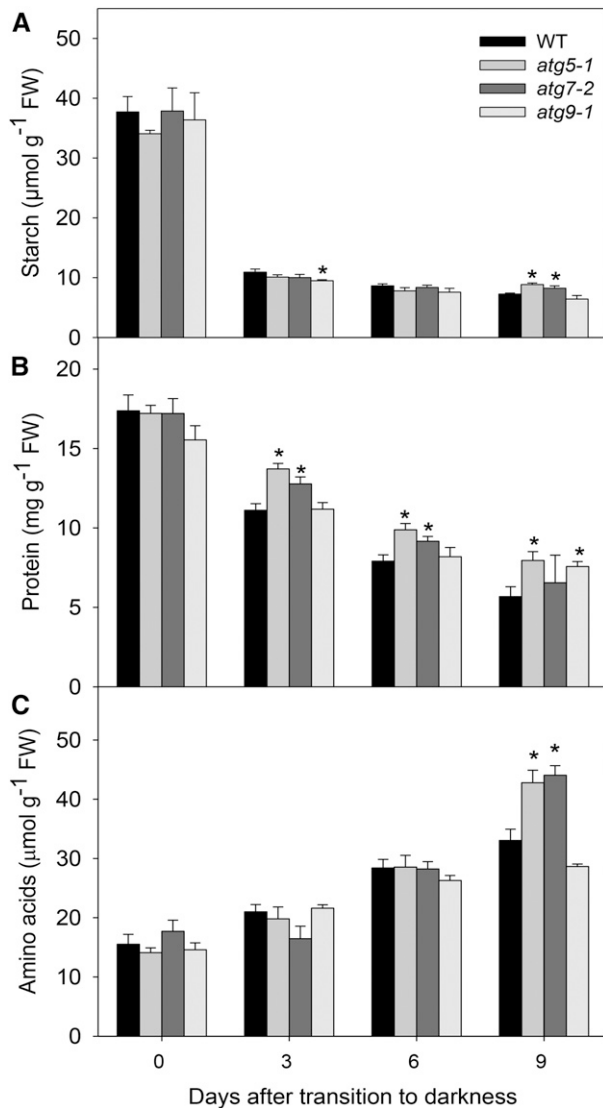 A
Starch (µmol g⁻¹ FW)
50
40
30
20
10
0
WT
atg5-1
atg7-2
atg9-1
*
* *
B
Protein (mg g⁻¹ FW)
20
15
10
5
0
* *
* *
* *
C
Amino acids (µmol g⁻¹ FW)
50
40
30
20
10
0
* *
0 3 6 9
Days after transition to darkness